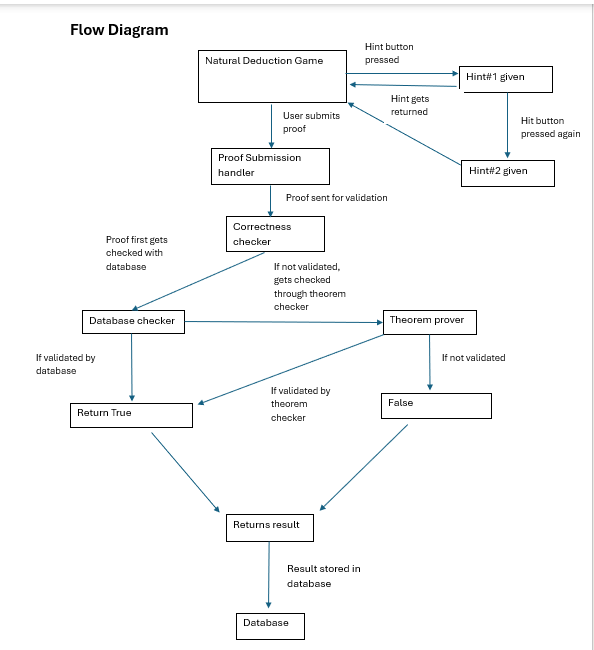 Flow Diagram
Natural Deduction Game
Hint button
pressed
Hint#1 given
Hint gets
returned
User submits
proof
Hit button
pressed again
Proof Submission
handler
Hint#2 given
Proof sent for validation
Correctness
checker
Proof first gets
checked with
database
If not validated,
gets checked
through theorem
checker
Database checker
Theorem prover
If validated by
database
If not validated
If validated by
theorem
checker
Return True
False
Returns result
Result stored in
database
Database